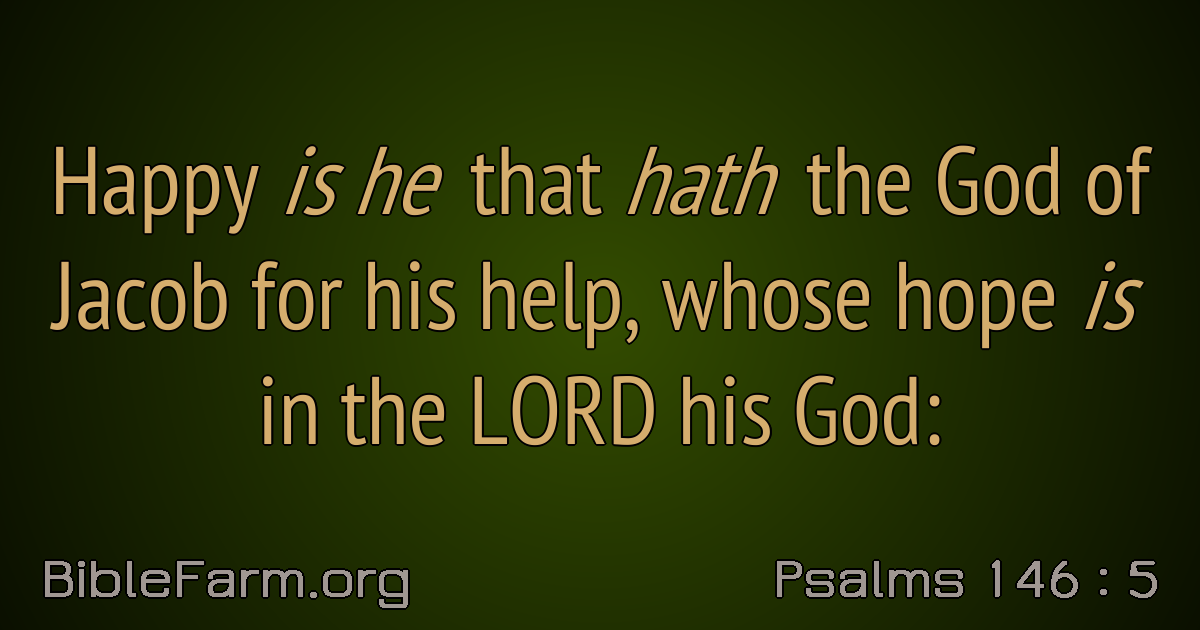 Happy is he that hath the God of
Jacob for his help, whose hope is
in the LORD his God:
BibleFarm.org
Psalms 146 : 5